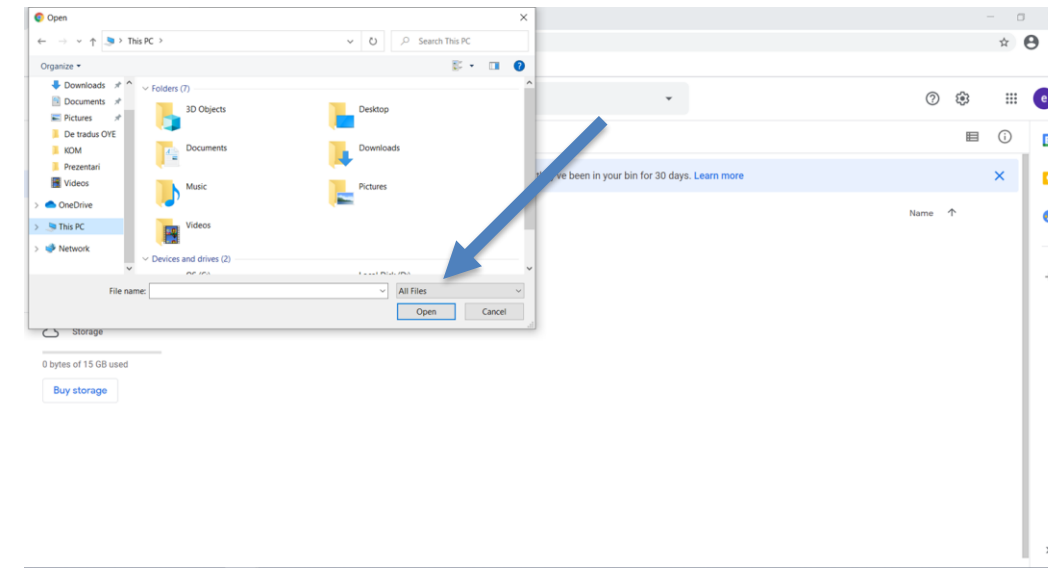 Open
This PC
Search This PC
Organize
Downloads
Documents
Pictures
De tradus OYE
KOM
Prezentari
Videos
OneDrive
This PC
Network
Folders (7)
3D Objects
Desktop
Documents
Downloads
Music
Pictures
Videos
Devices and drives (2)
File name:
All Files
Open
Cancel
've been in your bin for 30 days. Learn more
Name
Storage
0 bytes of 15 GB used
Buy storage
e